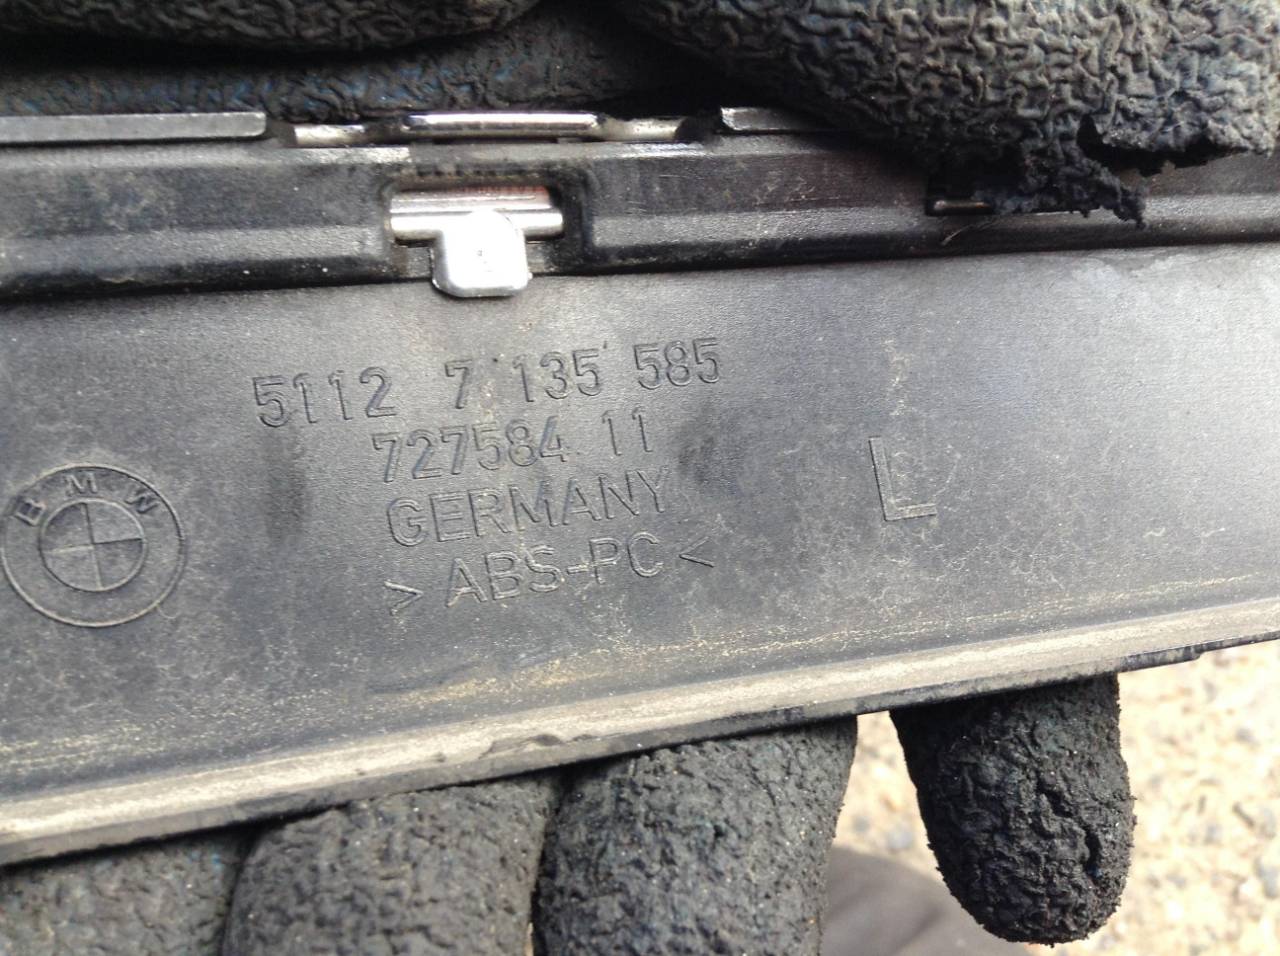 5112 7 135 585
727584 11
GERMANY
>ABS-PC<
L
BMW